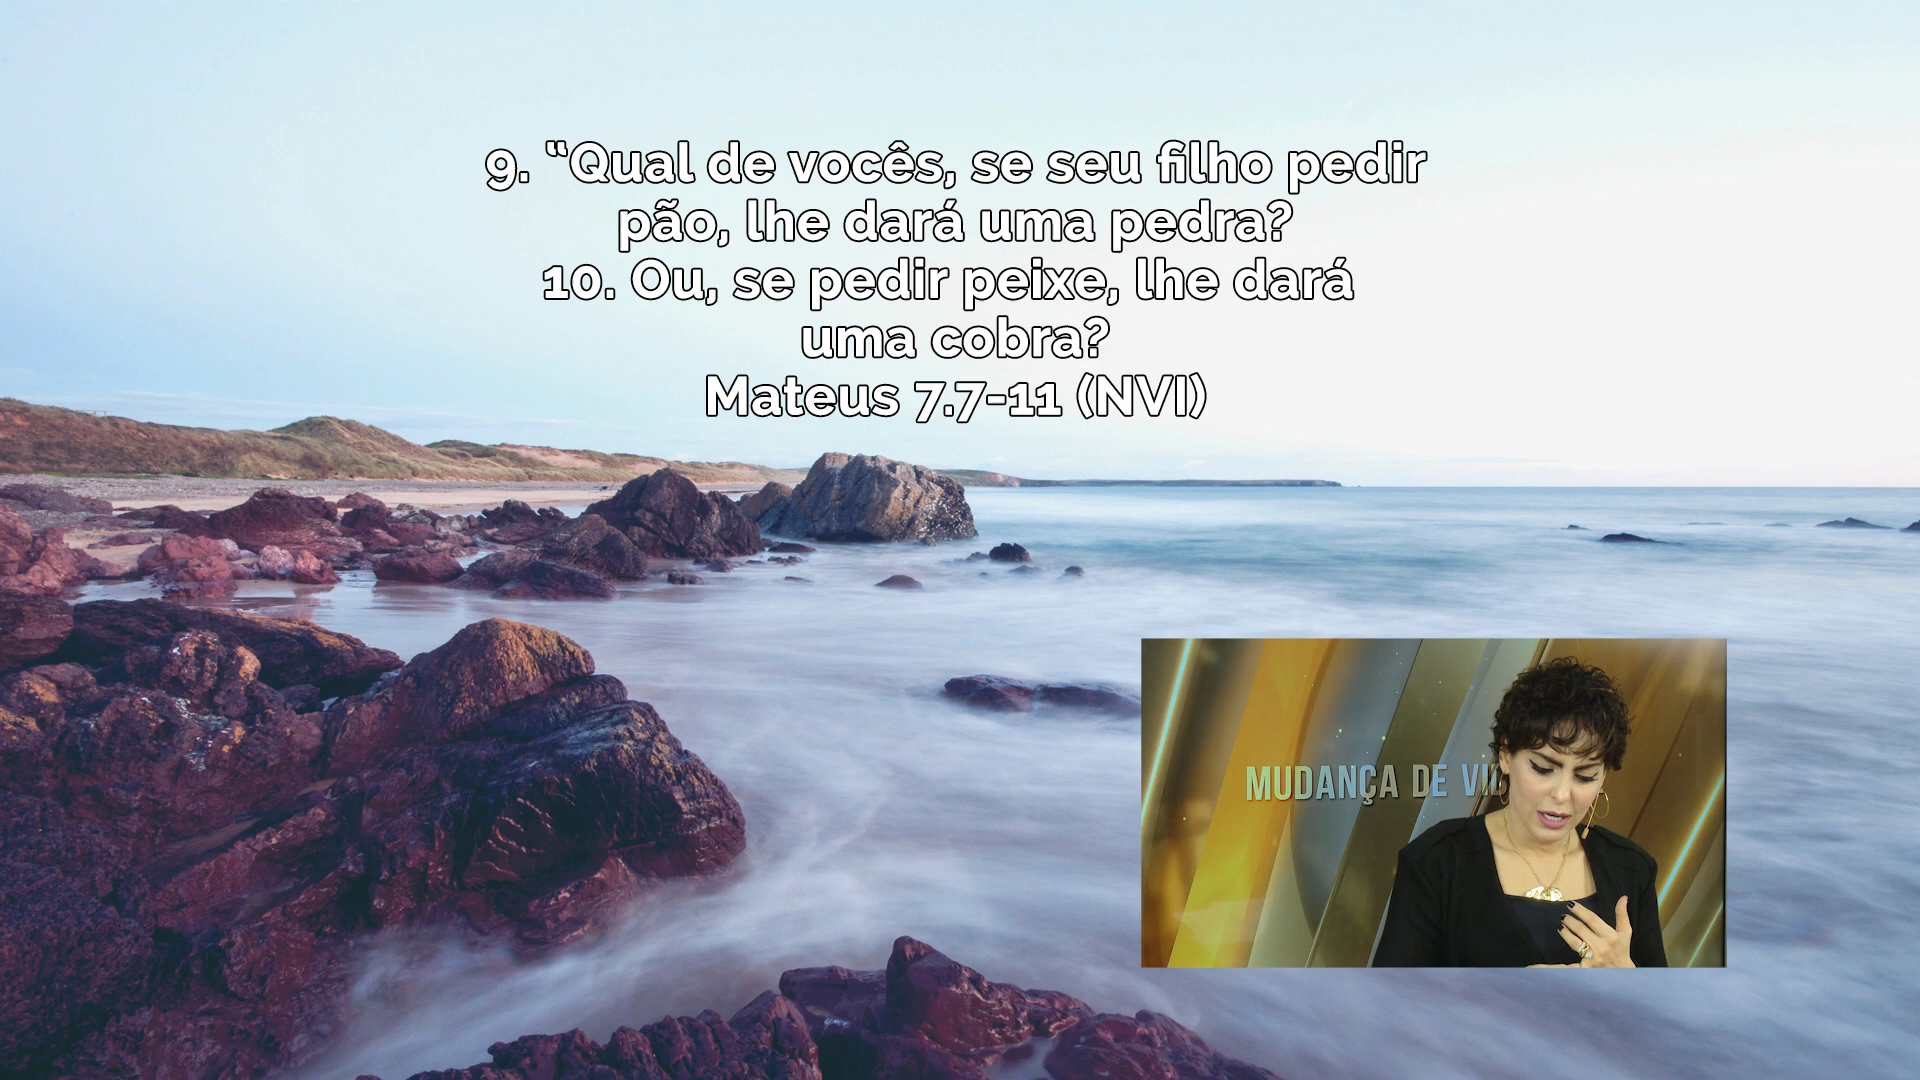 9. “Qual de vocês, se seu filho pedir
pão, lhe dará uma pedra?
10. Ou, se pedir peixe, lhe dará
uma cobra?
Mateus 7.7-11 (NVI)
MUDANÇA DE